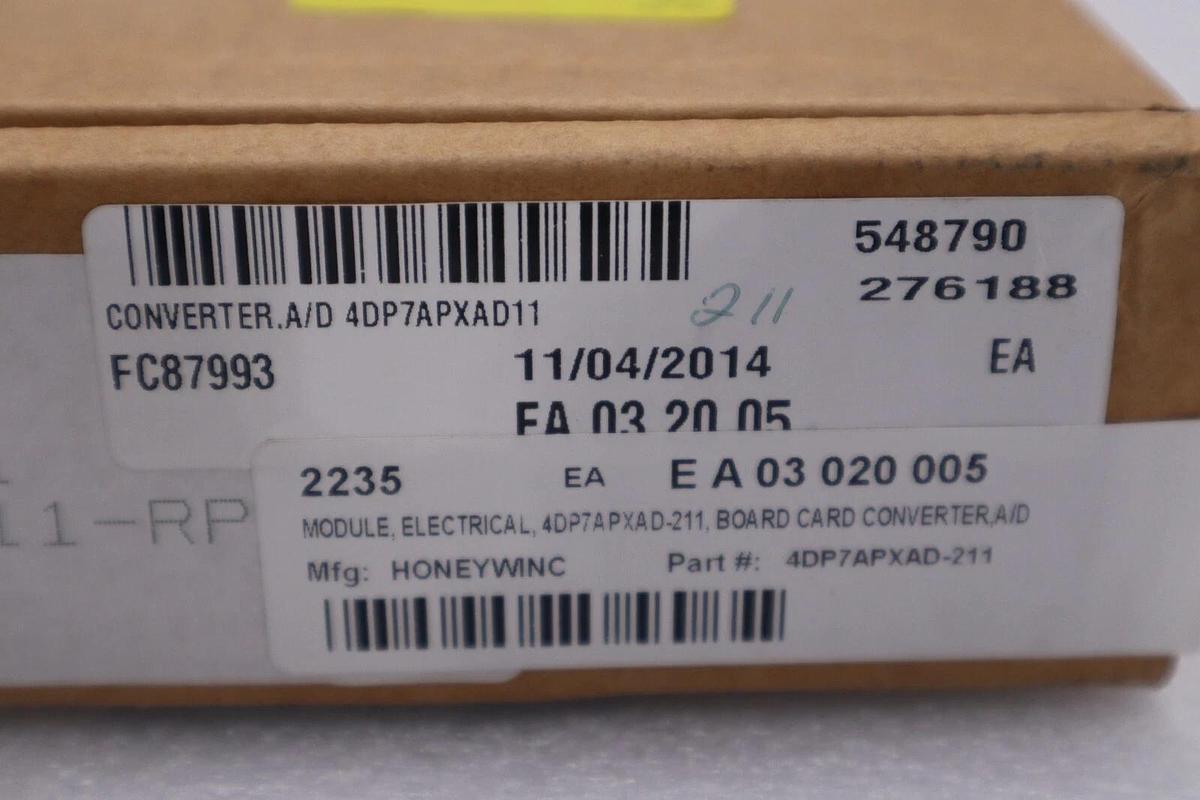 548790
276188
CONVERTER.A/D 4DP7APXAD11
211
FC87993 11/04/2014 EA
EA 03 20 05
2235 EA E A 03 020 005
11-RP
MODULE, ELECTRICAL, 4DP7APXAD-211, BOARD CARD CONVERTER,A/D
Mfg: HONEYWINC Part #: 4DP7APXAD-211